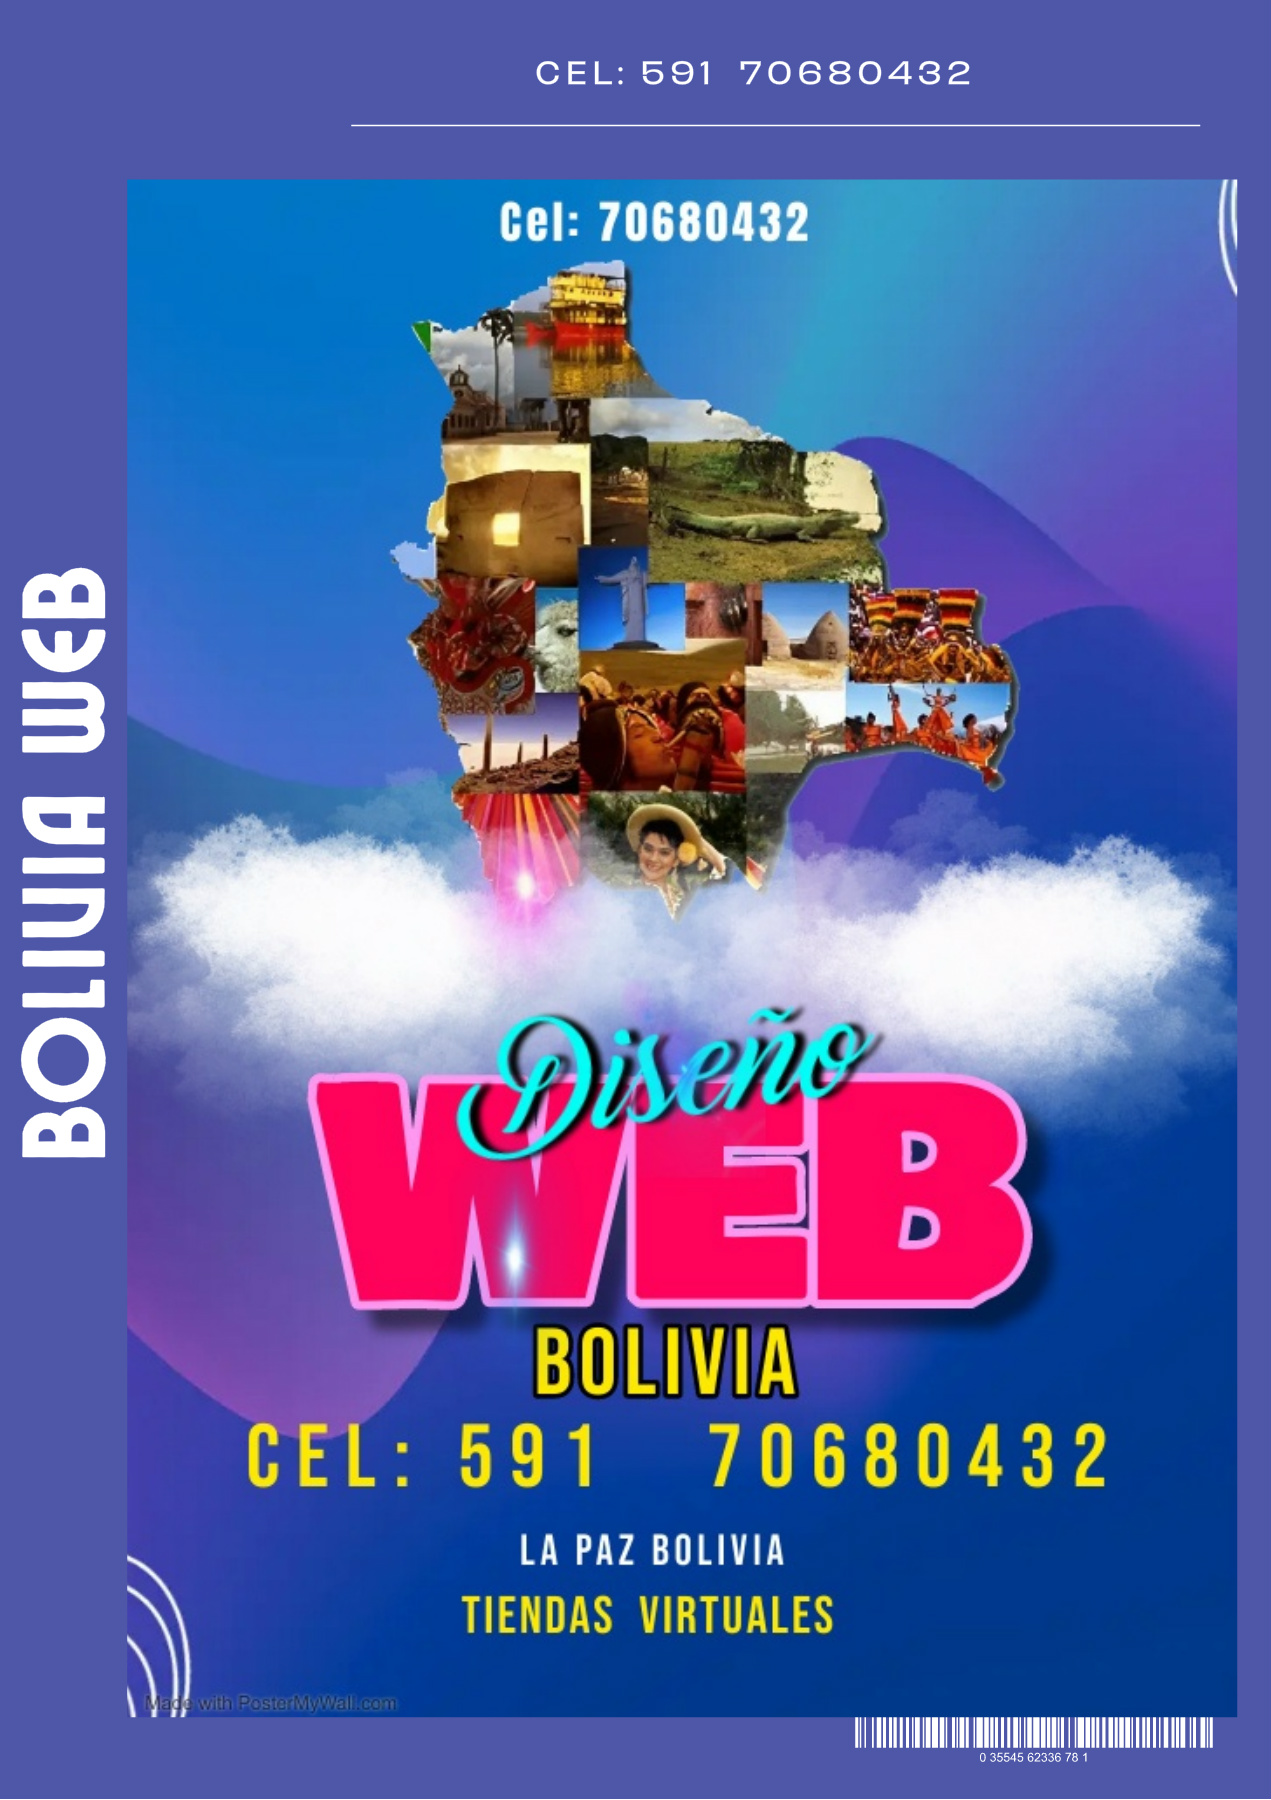 CEL: 591 70680432
BOLIVIA WEB
Cel: 70680432
Diseño
WEB
BOLIVIA
CEL: 591 70680432
LA PAZ BOLIVIA
TIENDAS VIRTUALES
Made with PosterMyWall.com
0 35545 62336 78 1